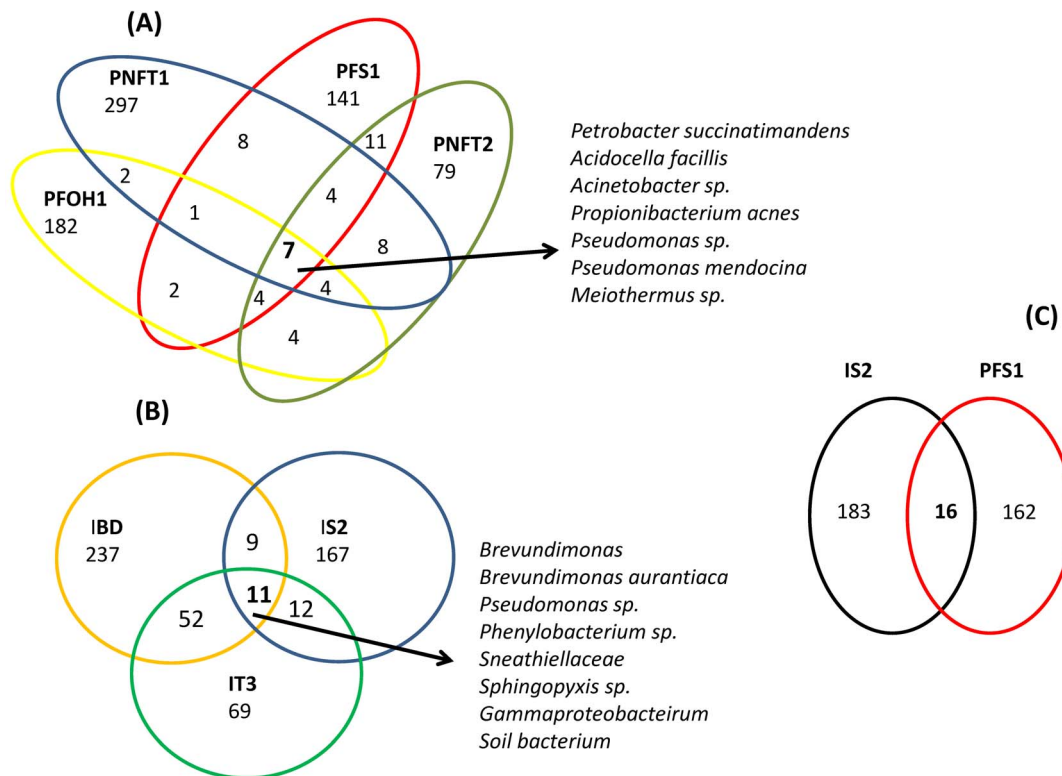 (A)
PNFT1
297
PFS1
141
PNFT2
79
PFOH1
182
8
11
2
4
1
7
8
2
4
4
4
Petrobacter succinatimandens
Acidocella facillis
Acinetobacter sp.
Propionibacterium acnes
Pseudomonas sp.
Pseudomonas mendocina
Meiothermus sp.
(B)
IBD
237
9
IS2
167
11
52
12
IT3
69
Brevundimonas
Brevundimonas aurantiaca
Pseudomonas sp.
Phenylobacterium sp.
Sneathiellaceae
Sphingopyxis sp.
Gammaproteobacteirum
Soil bacterium
(C)
IS2
PFS1
183
16
162